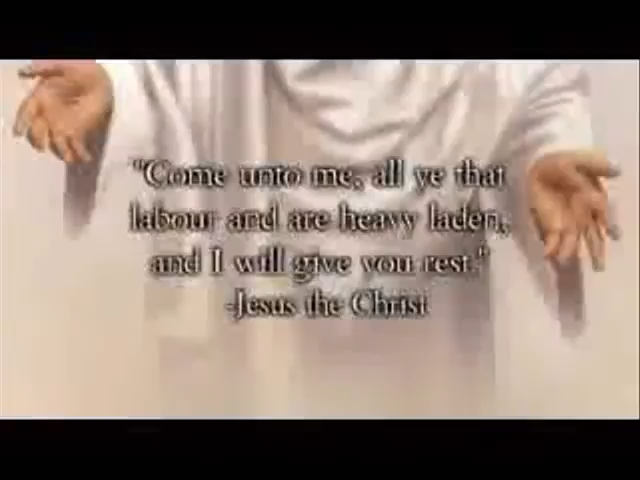 "Come unto me, all ye that
labour and are heavy laden,
and I will give you rest."
-Jesus the Christ